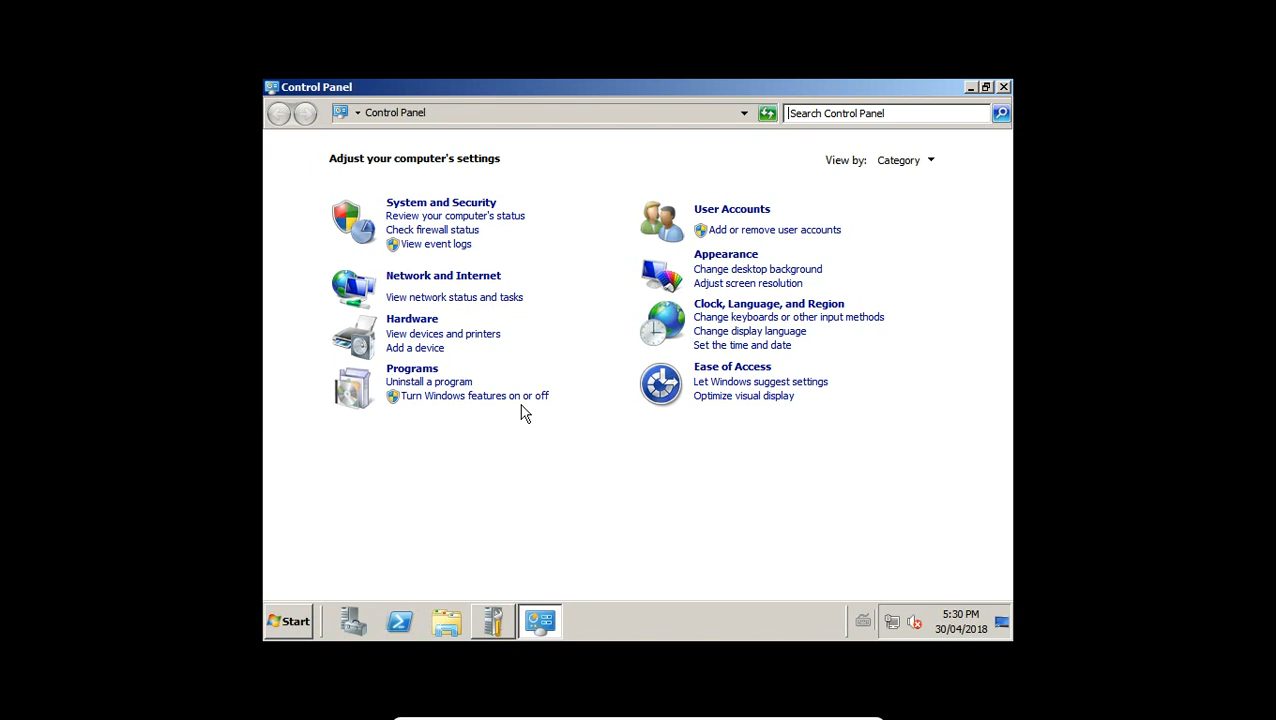 Control Panel
Control Panel
Search Control Panel
Adjust your computer's settings
View by: Category
System and Security
Review your computer's status
Check firewall status
View event logs
Network and Internet
View network status and tasks
Hardware
View devices and printers
Add a device
Programs
Uninstall a program
Turn Windows features on or off
User Accounts
Add or remove user accounts
Appearance
Change desktop background
Adjust screen resolution
Clock, Language, and Region
Change keyboards or other input methods
Change display language
Set the time and date
Ease of Access
Let Windows suggest settings
Optimize visual display
Start
5:30 PM
30/04/2018